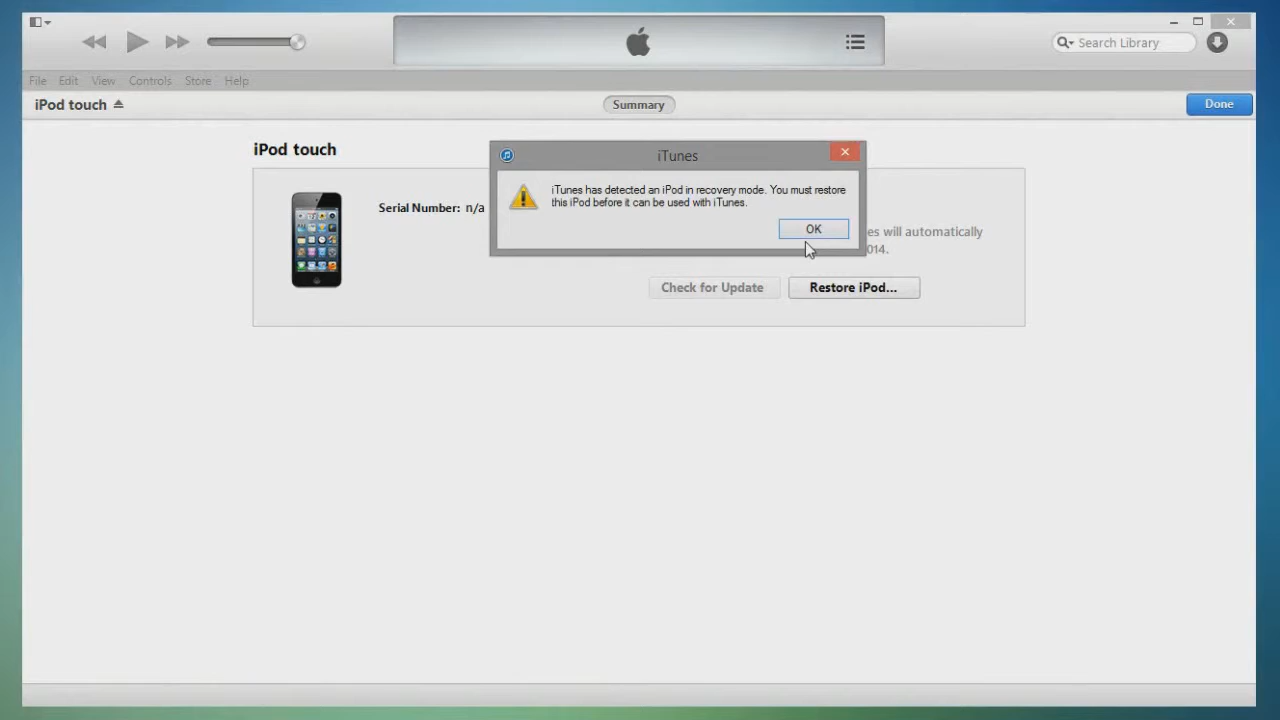 Search Library
File Edit View Controls Store Help
iPod touch
Summary
Done
iPod touch
iTunes
iTunes has detected an iPod in recovery mode. You must restore
this iPod before it can be used with iTunes.
OK
Serial Number: n/a
es will automatically
014.
Check for Update
Restore iPod...